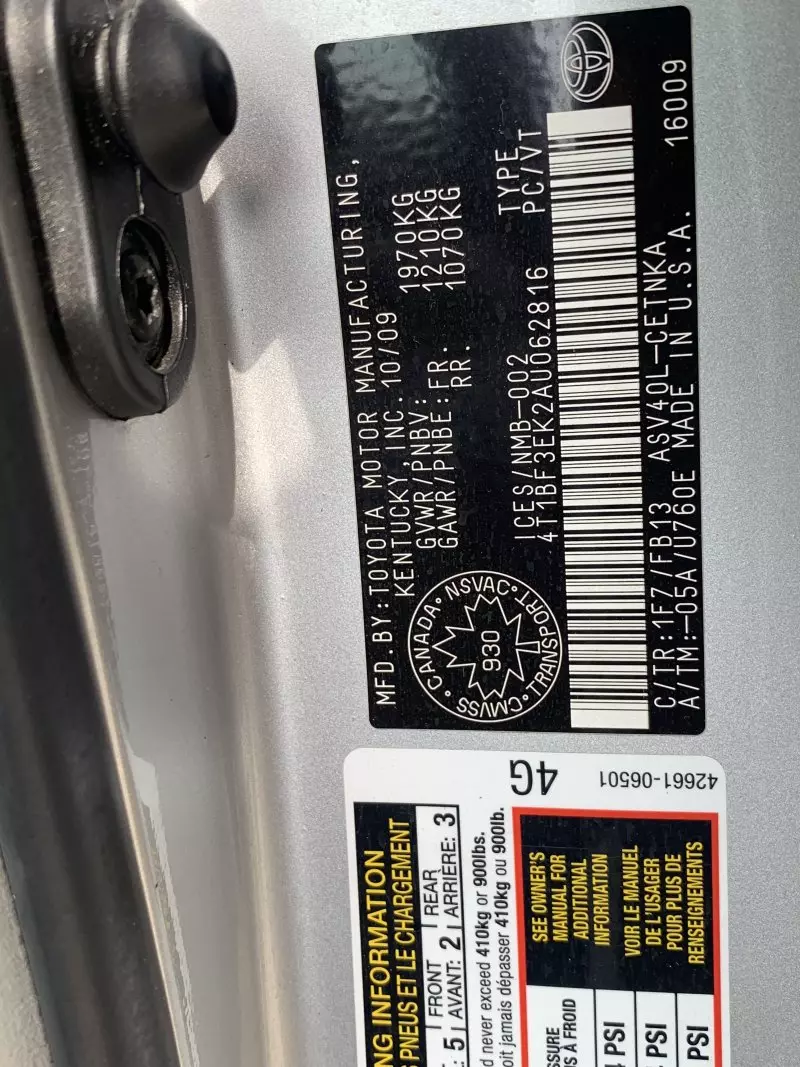 MFD.BY:TOYOTA MOTOR MANUFACTURING,
KENTUCKY, INC. 10/09
GVWR/PNBV: 1970KG
GAWR/PNBE:FR. 1210KG
RR. 1070KG
CANADA • NSVAC • TRANSPORT • CMVSS •
930
ICES/NMB-002 TYPE
4T1BF3EK2AU062816 PC/VT
C/TR:1F7/FB13 ASV40L-CETNKA
A/TM:-05A/U760E MADE IN U.S.A. 16009
4G
42661-06501
INFORMATION
PNEUS ET LE CHARGEMENT
5 FRONT REAR
AVANT: 2 ARRIÈRE: 3
never exceed 410kg or 900lbs.
jamais dépasser 410kg ou 900lb.
SEE OWNER'S
MANUAL FOR
ADDITIONAL
INFORMATION
VOIR LE MANUEL
DE L'USAGER
POUR PLUS DE
RENSEIGNEMENTS
À FROID
PSI
PSI
PSI